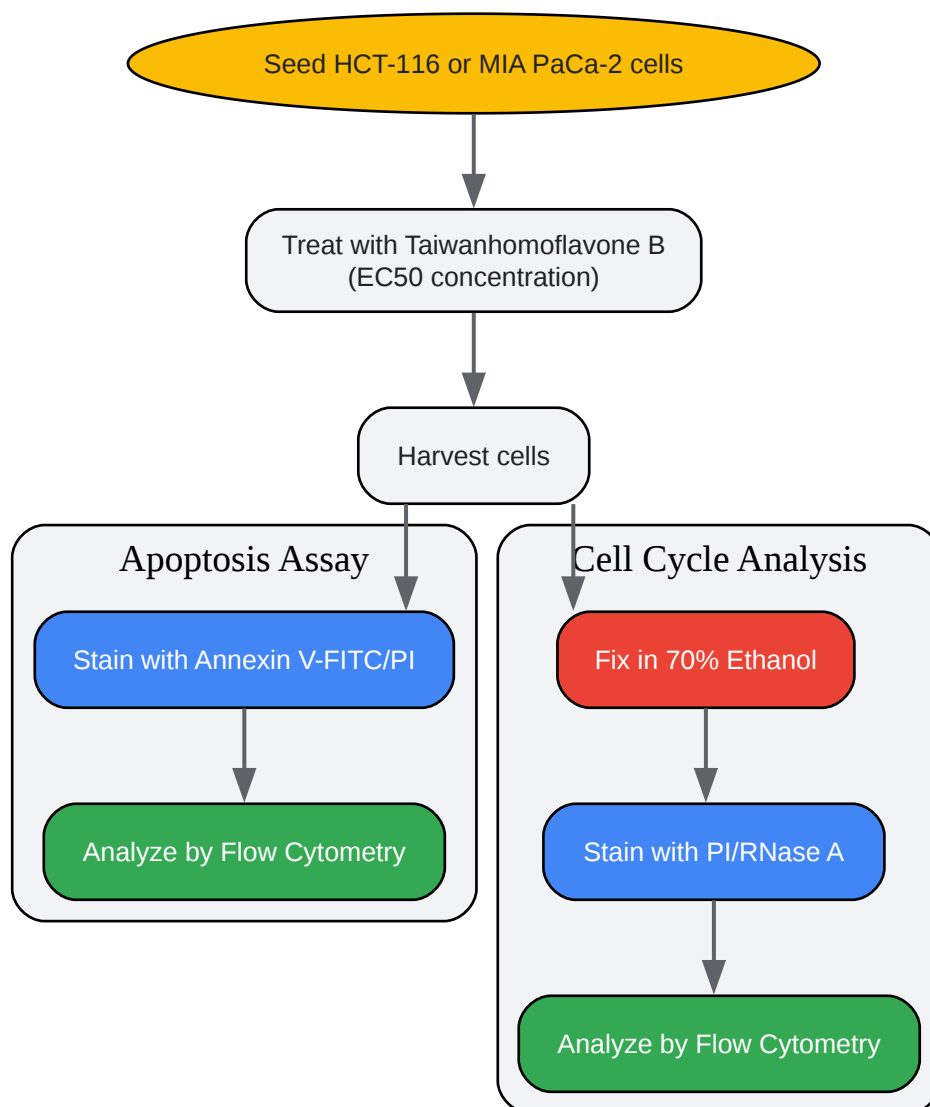 Seed HCT-116 or MIA PaCa-2 cells
Treat with Taiwanhomoflavone B
(EC50 concentration)
Harvest cells
Apoptosis Assay
Stain with Annexin V-FITC/PI
Analyze by Flow Cytometry
Cell Cycle Analysis
Fix in 70% Ethanol
Stain with PI/RNase A
Analyze by Flow Cytometry